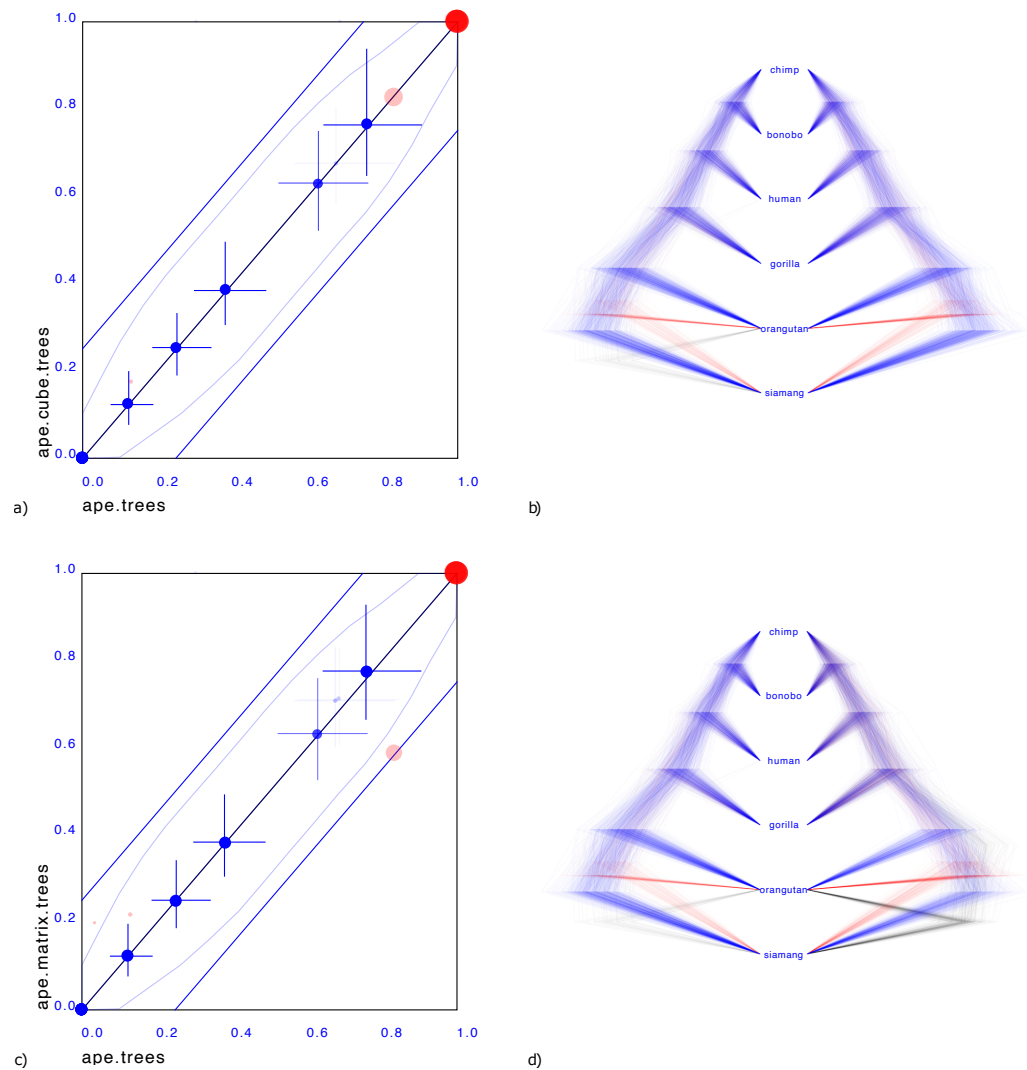 1.0
0.8
0.6
0.4
0.2
0.0
ape.cube.trees
0.0 0.2 0.4 0.6 0.8 1.0
ape.trees
a)
chimp
bonobo
human
gorilla
orangutan
siamang
b)
1.0
0.8
0.6
0.4
0.2
0.0
ape.matrix.trees
0.0 0.2 0.4 0.6 0.8 1.0
ape.trees
c)
chimp
bonobo
human
gorilla
orangutan
siamang
d)